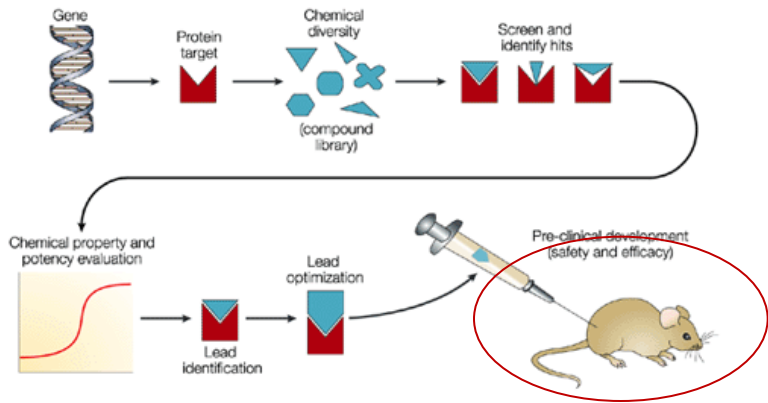 Gene
Protein
target
Chemical
diversity
(compound
library)
Screen and
identify hits
Chemical property and
potency evaluation
Lead
identification
Lead
optimization
Pre-clinical development
(safety and efficacy)